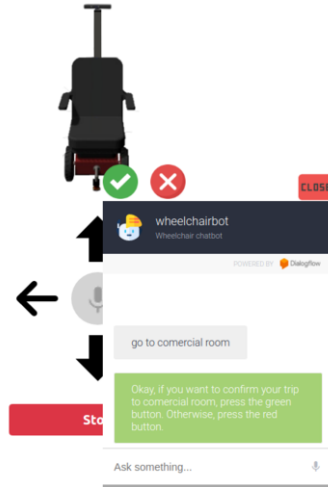 CLOSE
wheelchairbot
Wheelchair chatbot
POWERED BY Dialogflow
go to comercial room
Okay, if you want to confirm your trip
to comercial room, press the green
button. Otherwise, press the red
button.
Sto
Ask something...